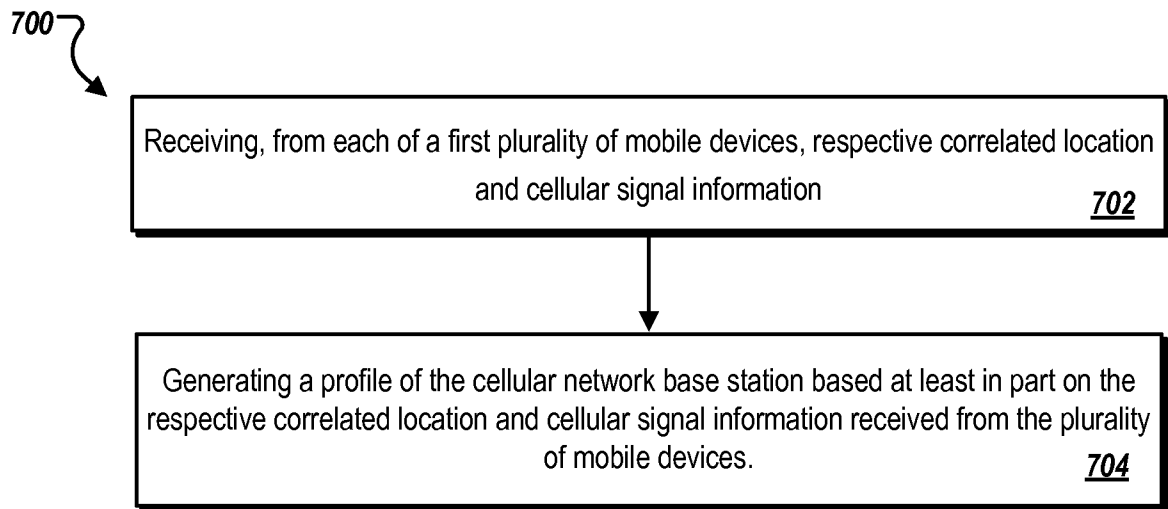 700
Receiving, from each of a first plurality of mobile devices, respective correlated location
and cellular signal information
702
Generating a profile of the cellular network base station based at least in part on the
respective correlated location and cellular signal information received from the plurality
of mobile devices.
704